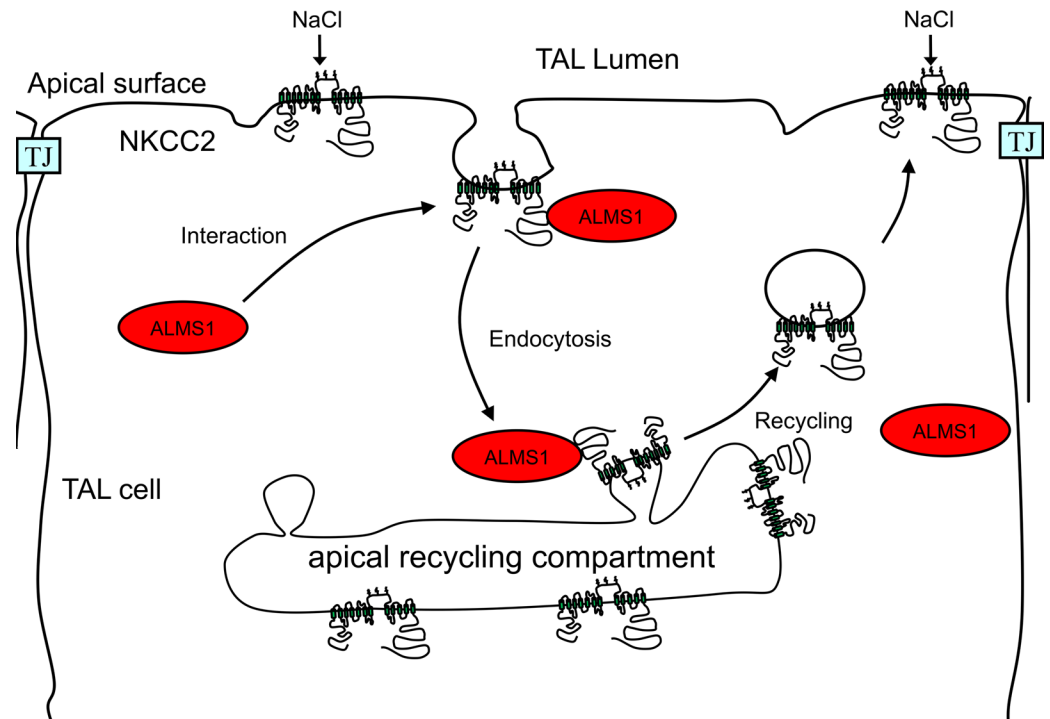 NaCl
NaCl
TAL Lumen
Apical surface
NKCC2
TJ
TJ
ALMS1
Interaction
ALMS1
Endocytosis
Recycling
ALMS1
ALMS1
TAL cell
apical recycling compartment